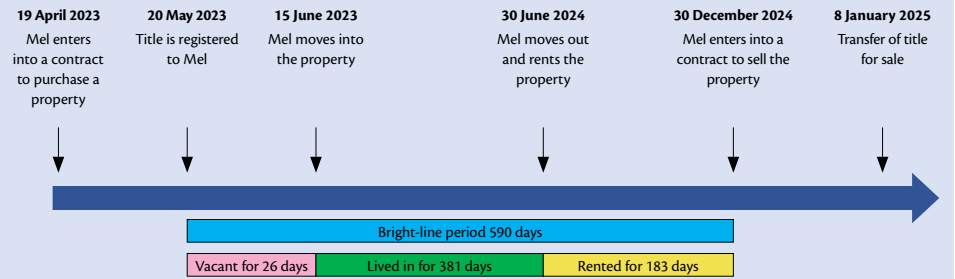 19 April 2023
Mel enters
into a contract
to purchase a
property
20 May 2023
Title is registered
to Mel
15 June 2023
Mel moves into
the property
30 June 2024
Mel moves out
and rents the
property
30 December 2024
Mel enters into a
contract to sell the
property
8 January 2025
Transfer of title
for sale
Bright-line period 590 days
Vacant for 26 days
Lived in for 381 days
Rented for 183 days